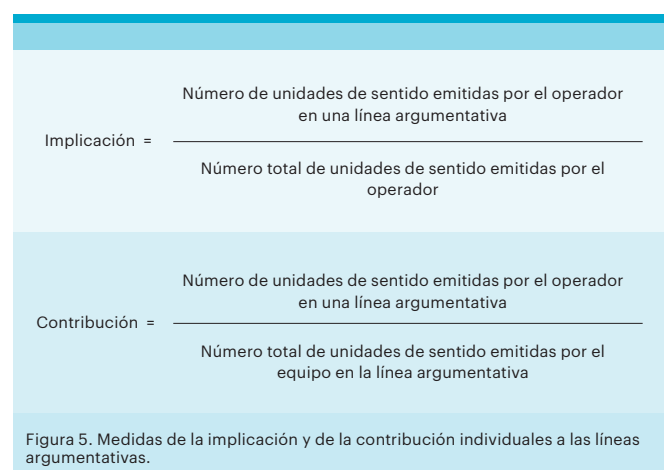 Número de unidades de sentido emitidas por el operador
en una línea argumentativa
Implicación =
Número total de unidades de sentido emitidas por el
operador
Número de unidades de sentido emitidas por el operador
en una línea argumentativa
Contribución =
Número total de unidades de sentido emitidas por el
equipo en la línea argumentativa
Figura 5. Medidas de la implicación y de la contribución individuales a las líneas
argumentativas.